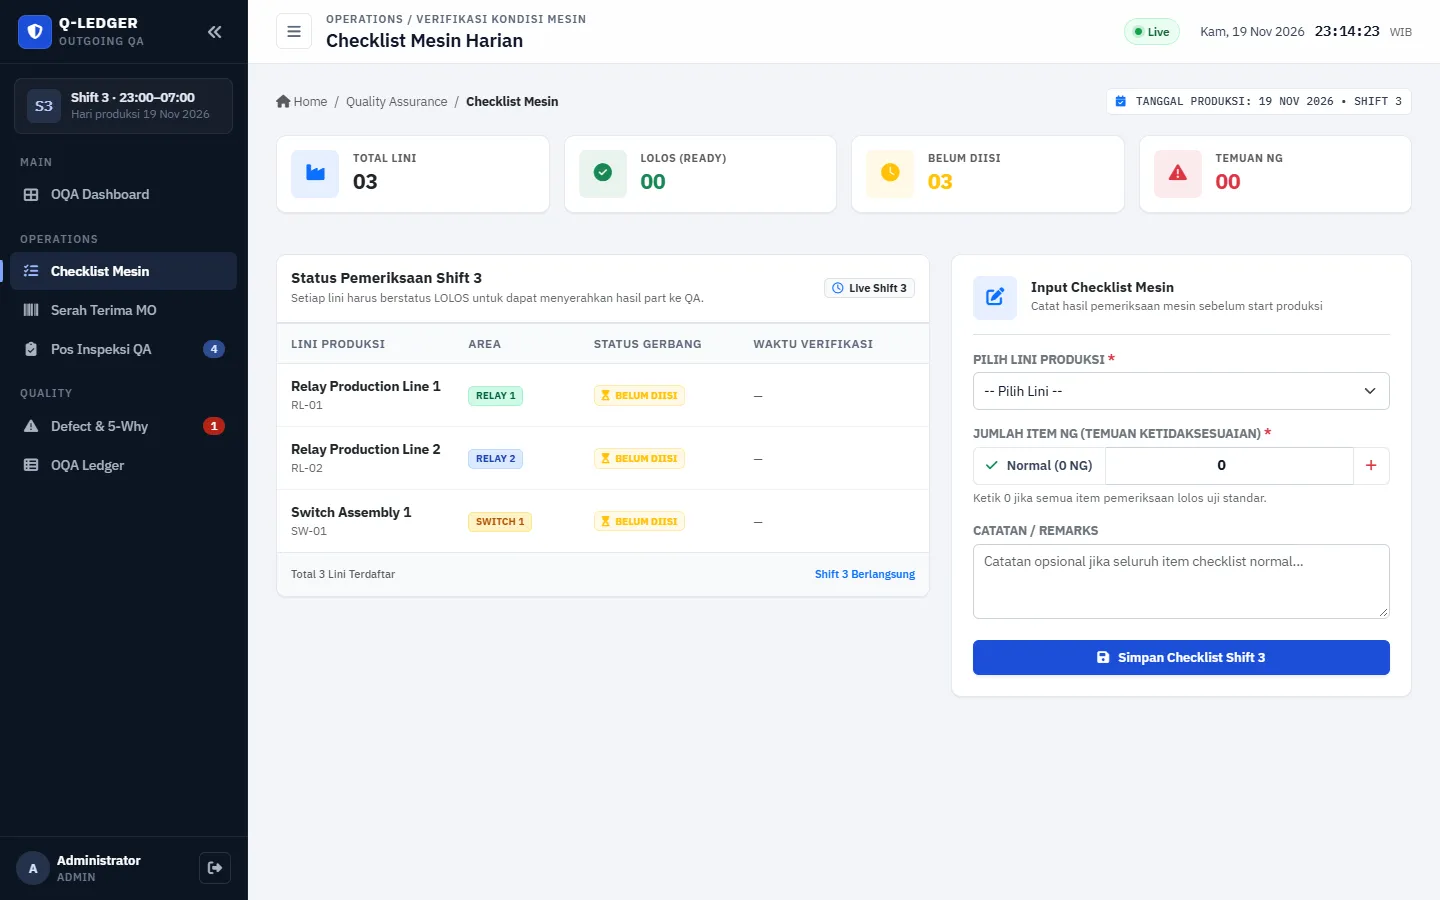 Q-LEDGER
OUTGOING QA
S3
Shift 3 · 23:00–07:00
Hari produksi 19 Nov 2026
MAIN
OQA Dashboard
OPERATIONS
Checklist Mesin
Serah Terima MO
Pos Inspeksi QA 4
QUALITY
Defect & 5-Why 1
OQA Ledger
A
Administrator
ADMIN
OPERATIONS / VERIFIKASI KONDISI MESIN
Checklist Mesin Harian
Live
Kam, 19 Nov 2026 23:14:23 WIB
Home / Quality Assurance / Checklist Mesin
TANGGAL PRODUKSI: 19 NOV 2026 • SHIFT 3
TOTAL LINI
03
LOLOS (READY)
00
BELUM DIISI
03
TEMUAN NG
00
Status Pemeriksaan Shift 3
Setiap lini harus berstatus LOLOS untuk dapat menyerahkan hasil part ke QA.
Live Shift 3
LINI PRODUKSI AREA STATUS GERBANG WAKTU VERIFIKASI
Relay Production Line 1
RL-01
RELAY 1
BELUM DIISI
—
Relay Production Line 2
RL-02
RELAY 2
BELUM DIISI
—
Switch Assembly 1
SW-01
SWITCH 1
BELUM DIISI
—
Total 3 Lini Terdaftar
Shift 3 Berlangsung
Input Checklist Mesin
Catat hasil pemeriksaan mesin sebelum start produksi
PILIH LINI PRODUKSI *
-- Pilih Lini --
JUMLAH ITEM NG (TEMUAN KETIDAKSESUAIAN) *
Normal (0 NG) 0 +
Ketik 0 jika semua item pemeriksaan lolos uji standar.
CATATAN / REMARKS
Catatan opsional jika seluruh item checklist normal...
Simpan Checklist Shift 3